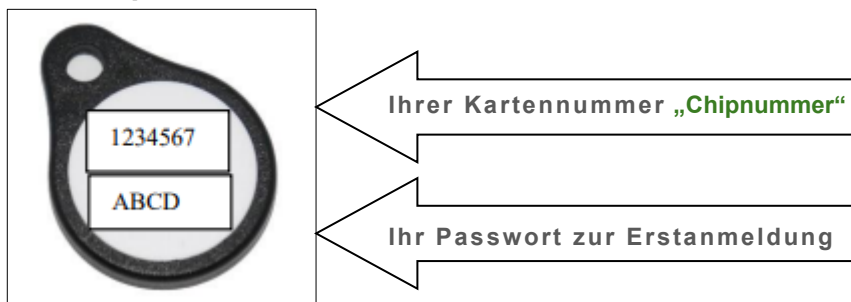 1234567
Ihrer Kartennummer „Chipnummer“
ABCD
Ihr Passwort zur Erstanmeldung